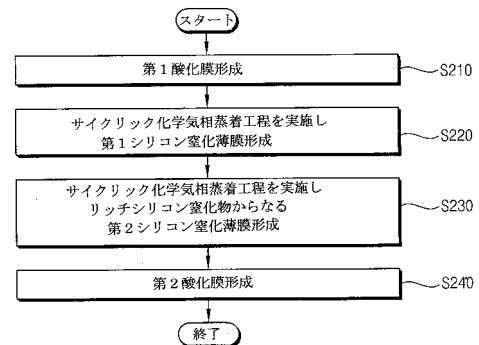 スタート
第1酸化膜形成
S210
サイクリック化学気相蒸着工程を実施し
第1シリコン窒化薄膜形成
S220
サイクリック化学気相蒸着工程を実施し
リッチシリコン窒化物からなる
第2シリコン窒化薄膜形成
S230
第2酸化膜形成
S240
終了